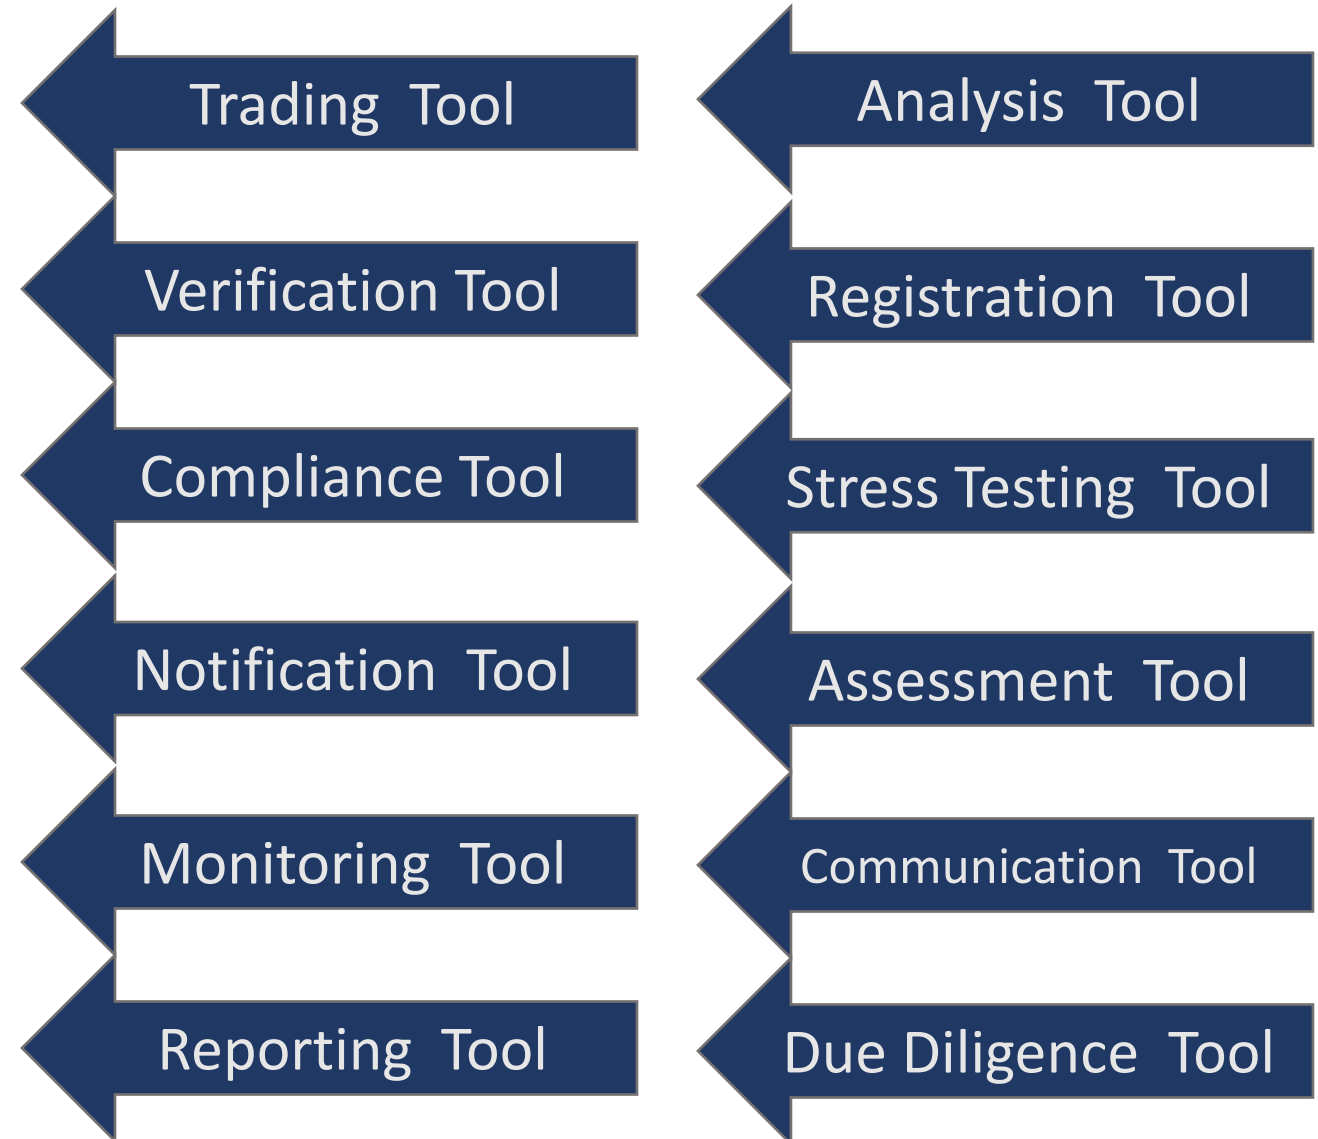 Trading  Tool
Verification Tool
Compliance Tool
Notification  Tool
Monitoring  Tool
Reporting  Tool
Analysis  Tool
Registration  Tool
Stress Testing  Tool
Assessment  Tool
Communication  Tool
Due Diligence  Tool